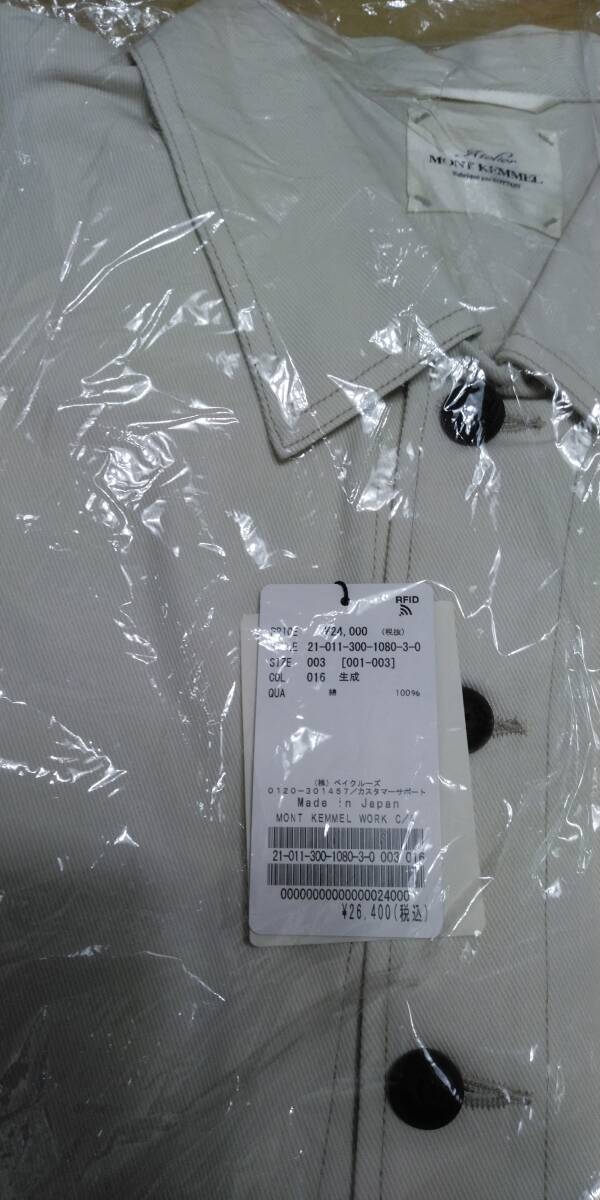 Atelier
MONT KEMMEL
RFID
PRICE ¥24,000 (税抜)
21-011-300-1080-3-0
SIZE 003 [001-003]
COL 016 生成
QUA 綿 100%
(株) ベイクルーズ
0120-301457/カスタマーサポート
Made in Japan
MONT KEMMEL WORK C/
21-011-300-1080-3-0 003 016
00000000000000024000
¥26,400(税込)